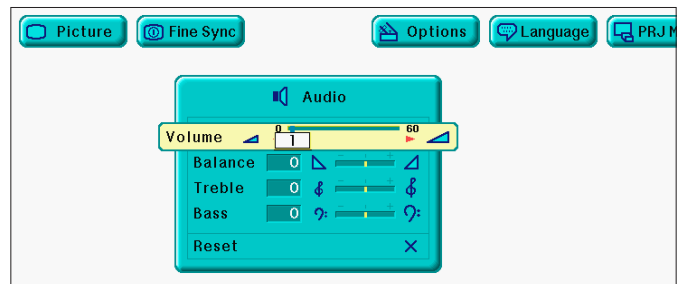 Picture Fine Sync Options Language PRJ M
Audio
0 60
Volume 1
Balance 0 - +
Treble 0 - +
Bass 0 - +
Reset